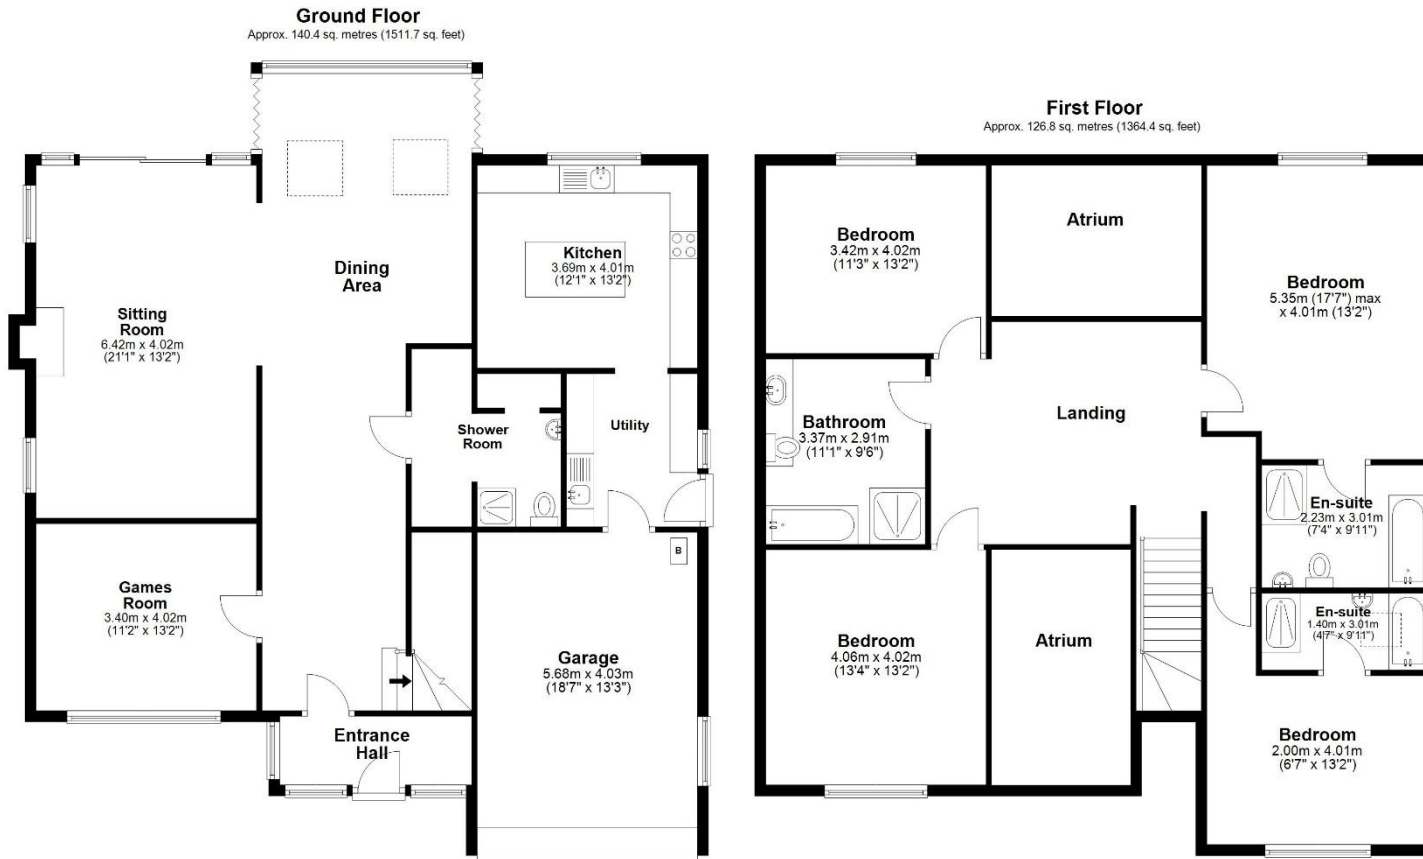 Ground Floor
Approx. 140.4 sq. metres (1511.7 sq. feet)
Dining
Area
Kitchen
3.69m x 4.01m
(12'1" x 13'2")
Sitting
Room
6.42m x 4.02m
(21'1" x 13'2")
Shower
Room
Utility
Games
Room
3.40m x 4.02m
(11'2" x 13'2")
B
Garage
5.68m x 4.03m
(18'7" x 13'3")
Entrance
Hall
First Floor
Approx. 126.8 sq. metres (1364.4 sq. feet)
Bedroom
3.42m x 4.02m
(11'3" x 13'2")
Atrium
Bedroom
5.35m (17'7") max
x 4.01m (13'2")
Bathroom
3.37m x 2.91m
(11'1" x 9'6")
Landing
En-suite
2.23m x 3.01m
(7'4" x 9'11")
En-suite
1.40m x 3.01m
(4'7" x 9'11")
Bedroom
4.06m x 4.02m
(13'4" x 13'2")
Atrium
Bedroom
2.00m x 4.01m
(6'7" x 13'2")